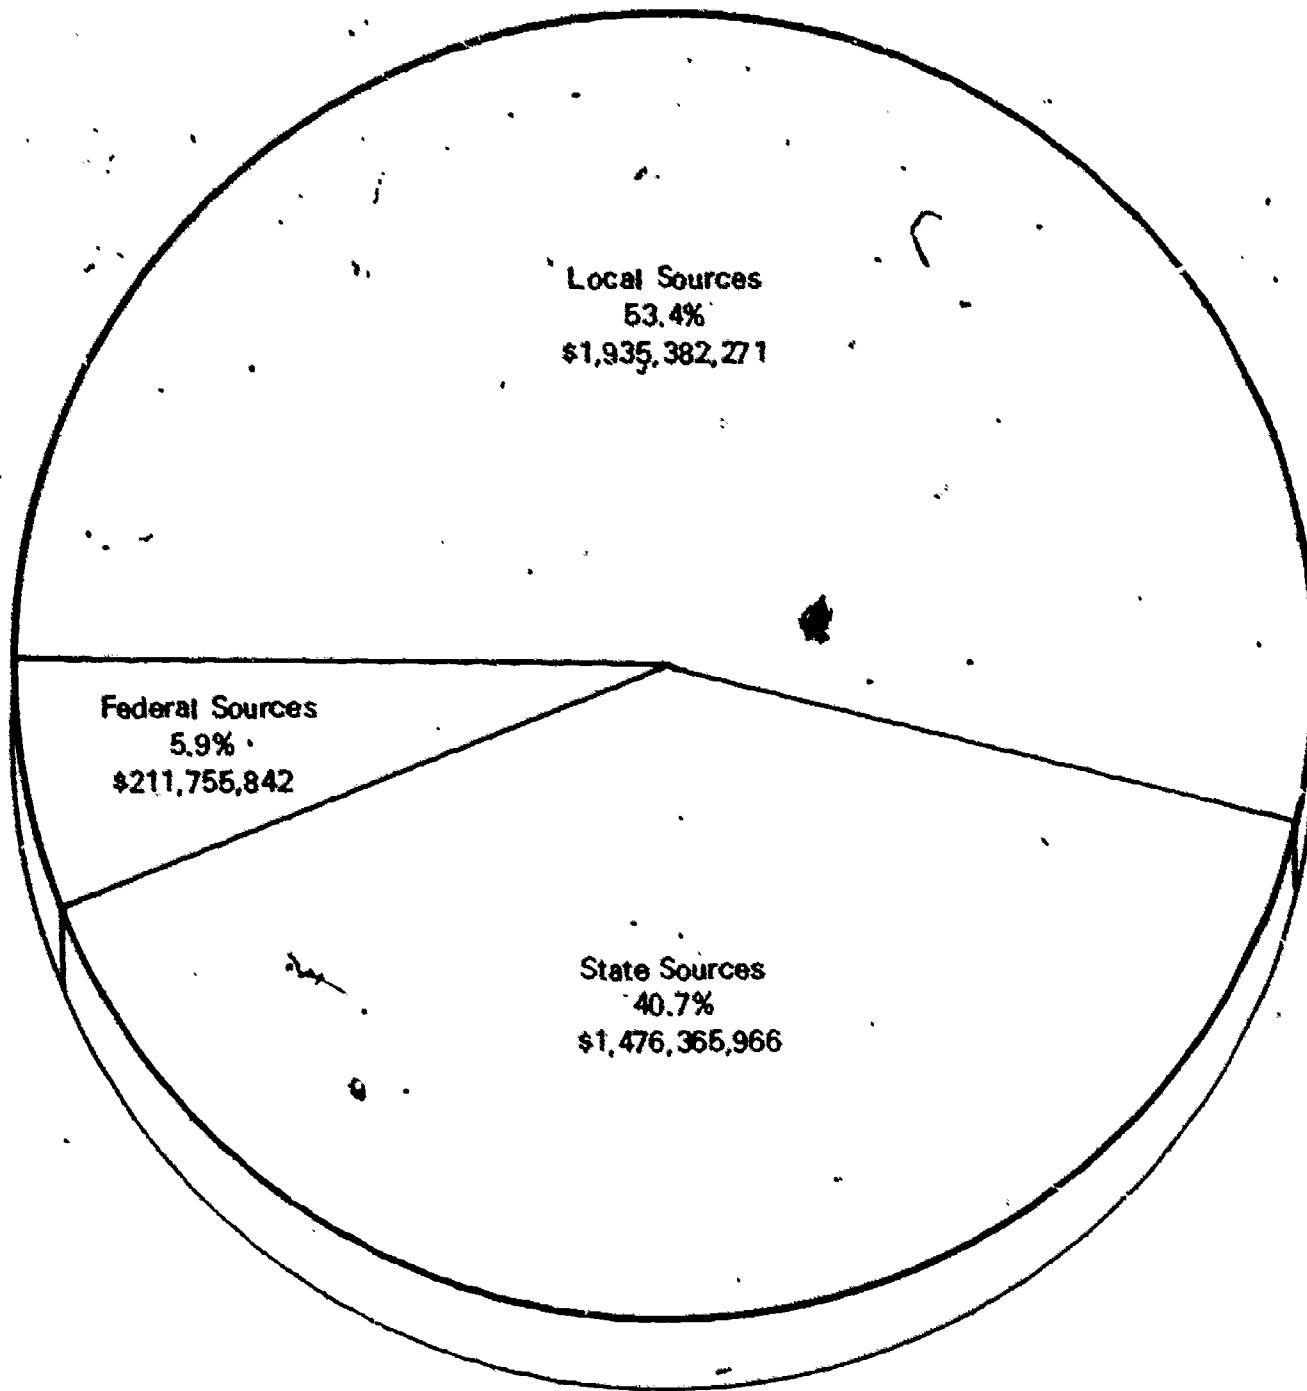 Local Sources
53.4%
$1,935,382,271
Federal Sources
5.9%
$211,755,842
State Sources
40.7%
$1,476,365,966